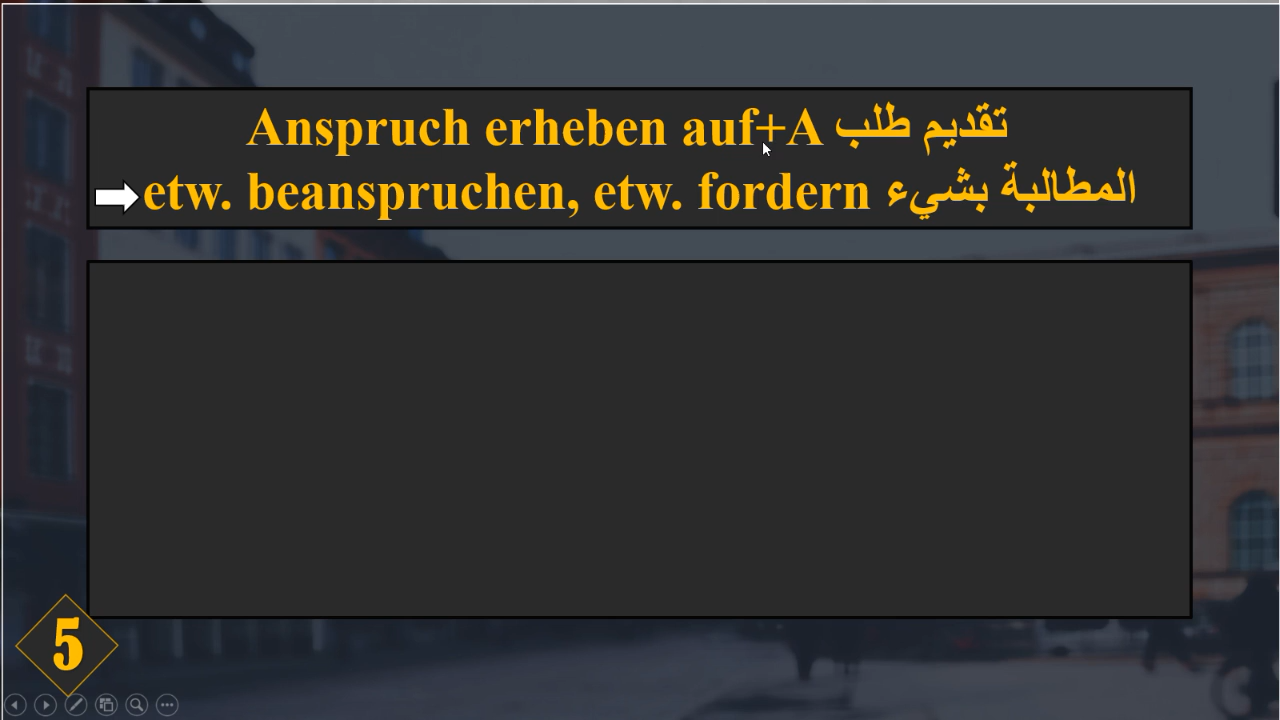 Anspruch erheben auf+A تقديم طلب
etw. beanspruchen, etw. fordern المطالبة بشيء
5